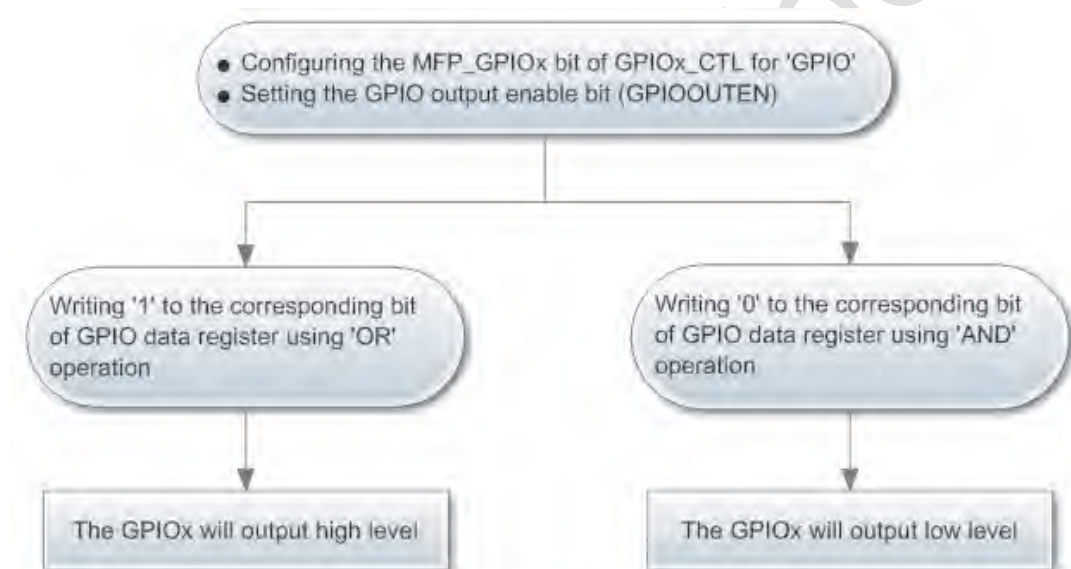 ● Configuring the MFP_GPIOx bit of GPIOx_CTL for 'GPIO'
● Setting the GPIO output enable bit (GPIOOUTEN)
Writing '1' to the corresponding bit
of GPIO data register using 'OR'
operation
Writing '0' to the corresponding bit
of GPIO data register using 'AND'
operation
The GPIOx will output high level
The GPIOx will output low level